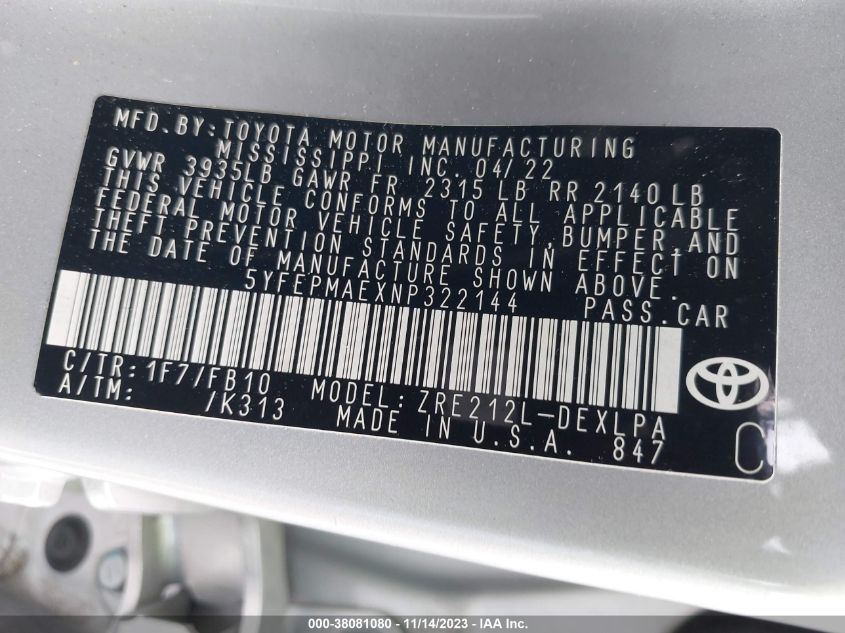 MFD.BY:TOYOTA MOTOR MANUFACTURING
MISSISSIPPI, INC. 04/22
GVWR 3935LB GAWR FR 2315 LB RR 2140 LB
THIS VEHICLE CONFORMS TO ALL APPLICABLE
FEDERAL MOTOR VEHICLE SAFETY,BUMPER,AND
THEFT PREVENTION STANDARDS IN EFFECT ON
THE DATE OF MANUFACTURE SHOWN ABOVE.
5YFEPMAEXNP322144 PASS.CAR
C/TR: 1F7/FB10 MODEL: ZRE212L-DEXLPA
A/TM: /K313 MADE IN U.S.A. 847
C
000-38081080 - 11/14/2023 - IAA Inc.